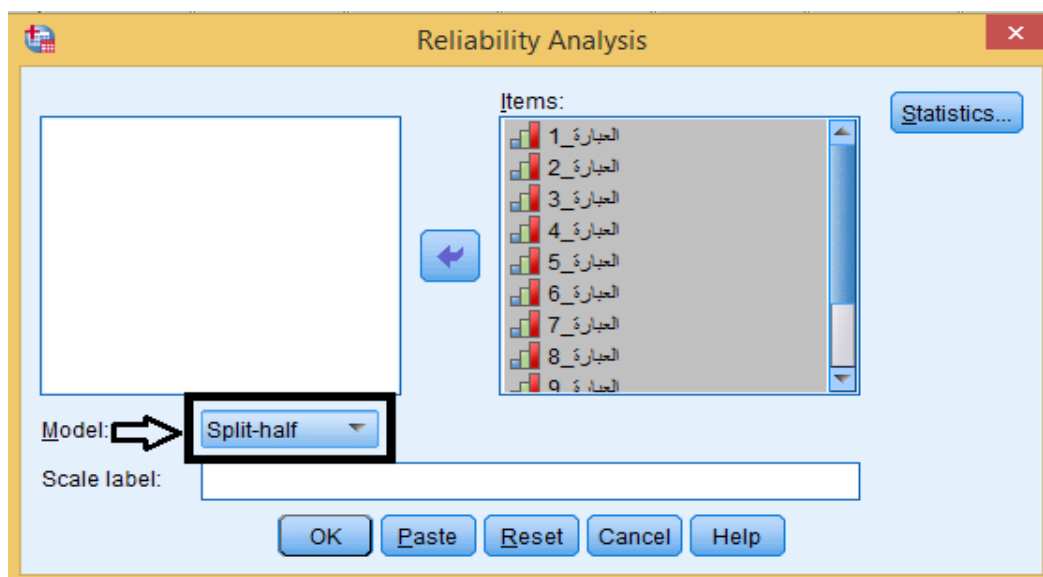 Reliability Analysis
Items:
Statistics...
العبارة_1
العبارة_2
العبارة_3
العبارة_4
العبارة_5
العبارة_6
العبارة_7
العبارة_8
العبارة_9
Model:
Split-half
Scale label:
OK Paste Reset Cancel Help